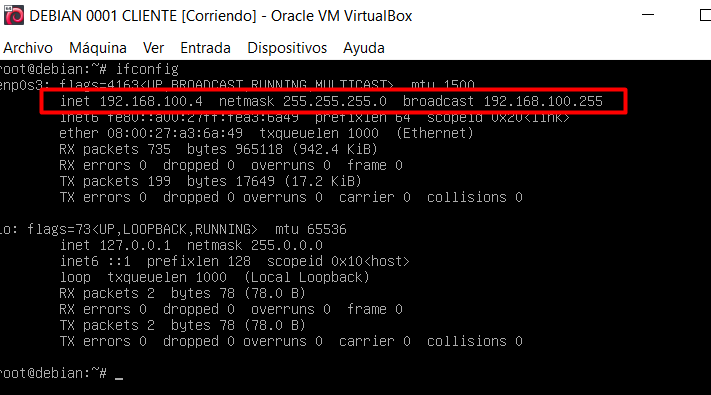 DEBIAN 0001 CLIENTE [Corriendo] - Oracle VM VirtualBox
Archivo Máquina Ver Entrada Dispositivos Ayuda
root@debian:~# ifconfig
enp0s3: flags=4163<UP,BROADCAST,RUNNING,MULTICAST> mtu 1500
inet 192.168.100.4 netmask 255.255.255.0 broadcast 192.168.100.255
inet6 fe80::a00:27ff:fea3:6a49 prefixlen 64 scopeid 0x20<link>
ether 08:00:27:a3:6a:49 txqueuelen 1000 (Ethernet)
RX packets 735 bytes 965118 (942.4 KiB)
RX errors 0 dropped 0 overruns 0 frame 0
TX packets 199 bytes 17649 (17.2 KiB)
TX errors 0 dropped 0 overruns 0 carrier 0 collisions 0
lo: flags=73<UP,LOOPBACK,RUNNING> mtu 65536
inet 127.0.0.1 netmask 255.0.0.0
inet6 ::1 prefixlen 128 scopeid 0x10<host>
loop txqueuelen 1000 (Local Loopback)
RX packets 2 bytes 78 (78.0 B)
RX errors 0 dropped 0 overruns 0 frame 0
TX packets 2 bytes 78 (78.0 B)
TX errors 0 dropped 0 overruns 0 carrier 0 collisions 0
root@debian:~# _